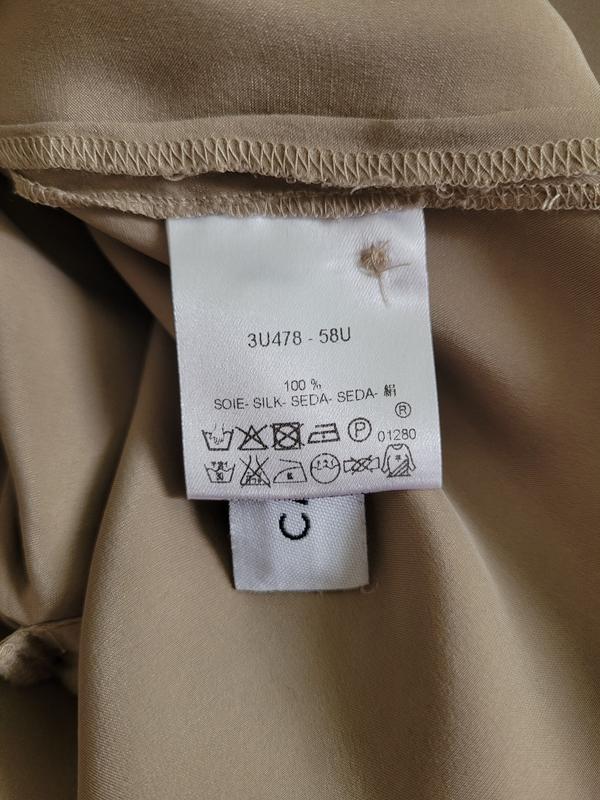 3U478 - 58U
100 %
SOIE- SILK- SEDA- SEDA- 絹
®
P 01280
C